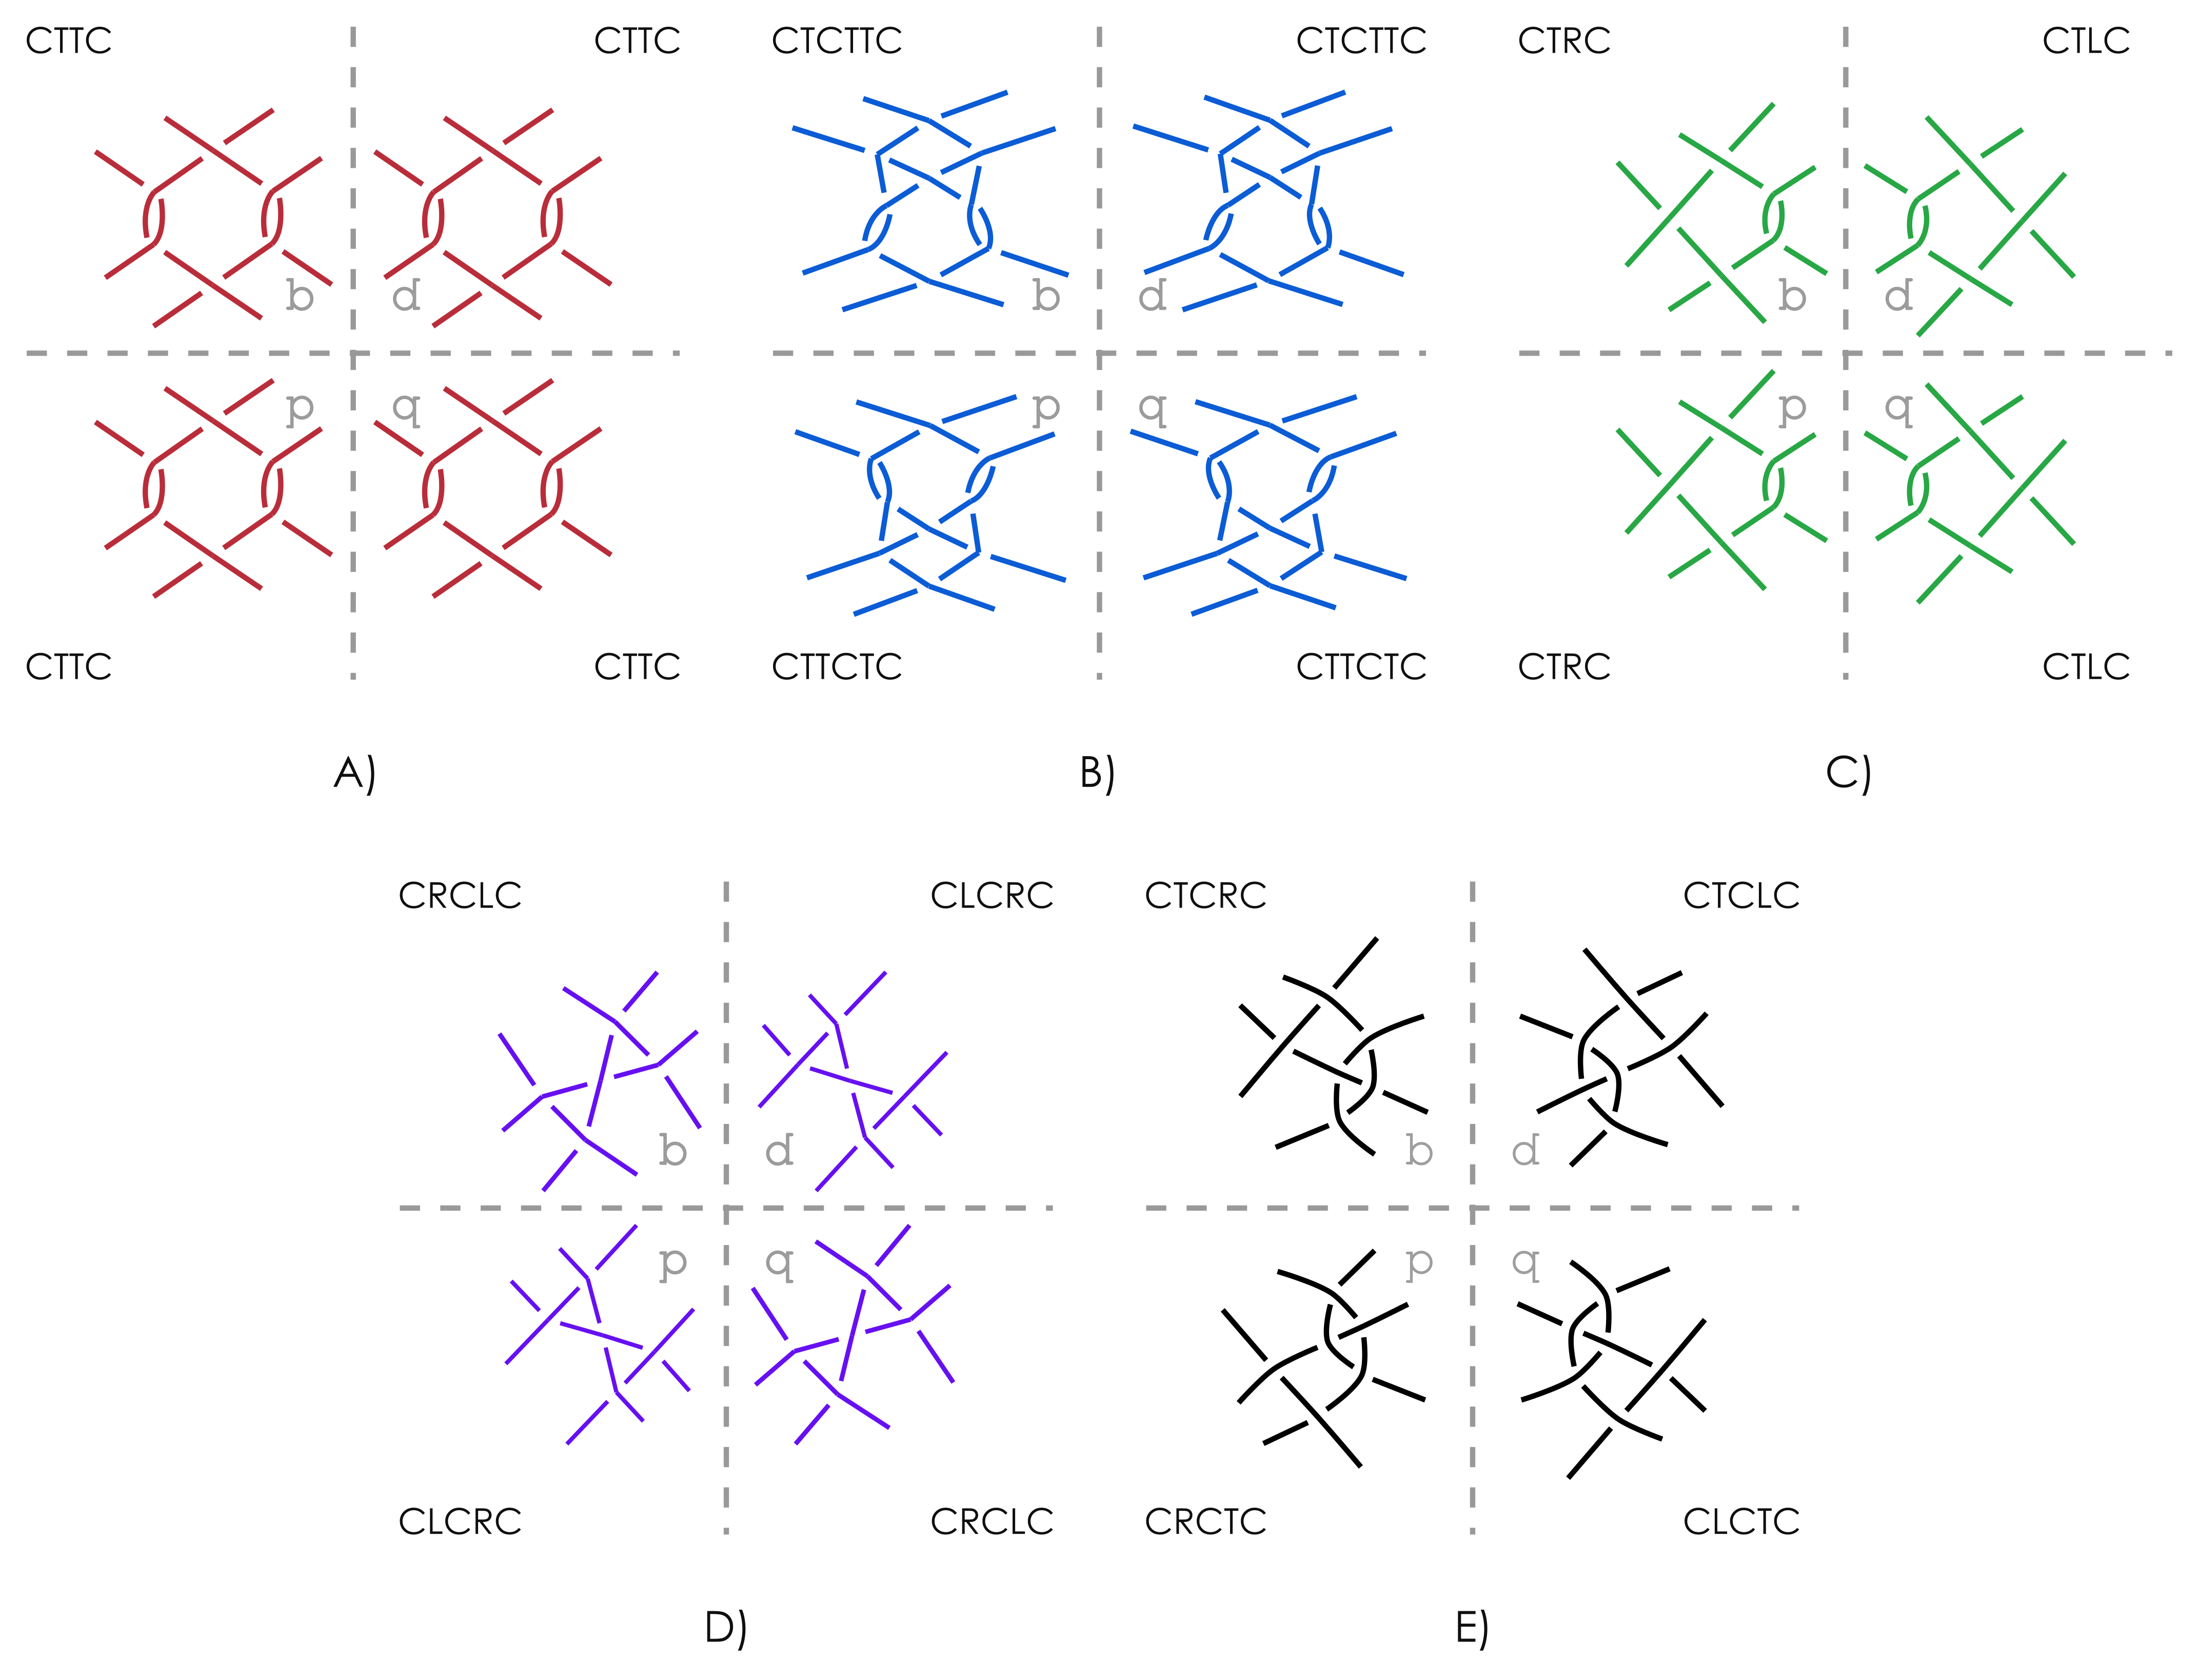 CTTC CTTC CTCTTC CTCTTC CTRC CTLC
b d b d b d
p q p q p q
CTTC CTTC CTTCTC CTTCTC CTRC CTLC
A) B) C)
CRCLC CLCRC CTCRC CTCLC
b d b d
p q p q
CLCRC CRCLC CRCTC CLCTC
D) E)